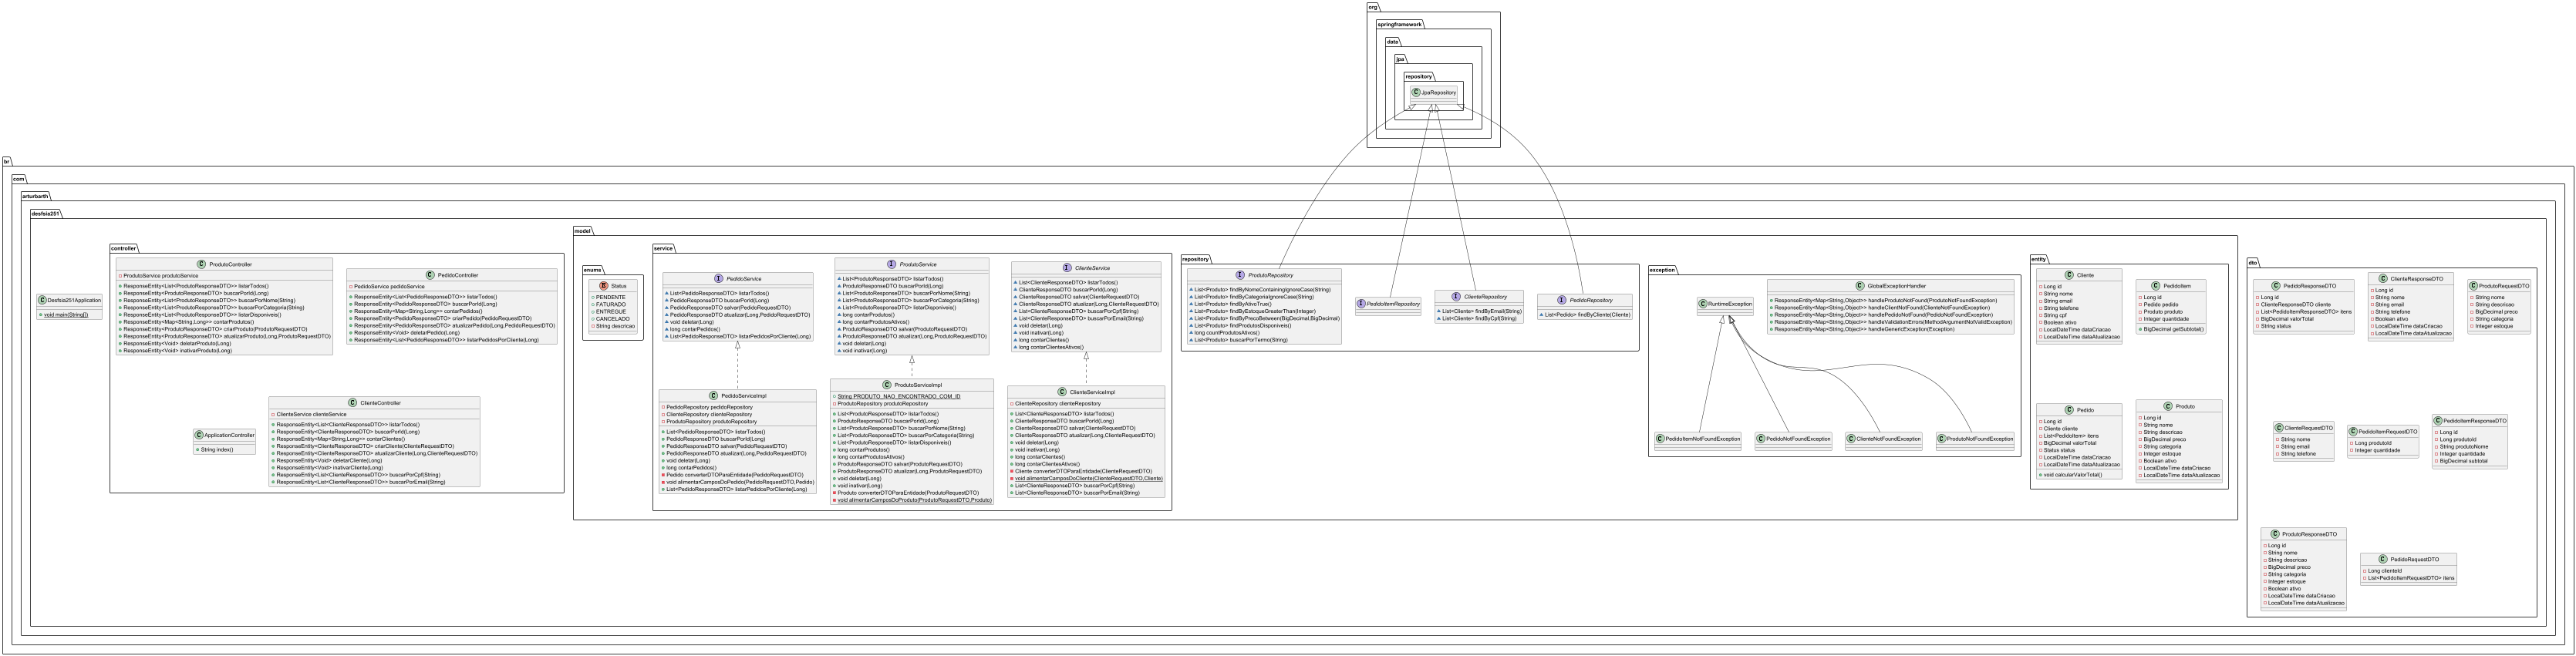 org
springframework
data
jpa
repository
JpaRepository
br
com
arturbarth
desfsia251
Desfsia251Application
void main(String[])
controller
ProdutoController
ProdutoService produtoService
ResponseEntity<List<ProdutoResponseDTO>> listarTodos()
ResponseEntity<ProdutoResponseDTO> buscarPorId(Long)
ResponseEntity<List<ProdutoResponseDTO>> buscarPorNome(String)
ResponseEntity<List<ProdutoResponseDTO>> buscarPorCategoria(String)
ResponseEntity<List<ProdutoResponseDTO>> listarDisponiveis()
ResponseEntity<Map<String,Long>> contarProdutos()
ResponseEntity<ProdutoResponseDTO> criarProduto(ProdutoRequestDTO)
ResponseEntity<ProdutoResponseDTO> atualizarProduto(Long,ProdutoRequestDTO)
ResponseEntity<Void> deletarProduto(Long)
ResponseEntity<Void> inativarProduto(Long)
PedidoController
PedidoService pedidoService
ResponseEntity<List<PedidoResponseDTO>> listarTodos()
ResponseEntity<PedidoResponseDTO> buscarPorId(Long)
ResponseEntity<Map<String,Long>> contarPedidos()
ResponseEntity<PedidoResponseDTO> criarPedido(PedidoRequestDTO)
ResponseEntity<PedidoResponseDTO> atualizarPedido(Long,PedidoRequestDTO)
ResponseEntity<Void> deletarPedido(Long)
ResponseEntity<List<PedidoResponseDTO>> listarPedidosPorCliente(Long)
ApplicationController
String index()
ClienteController
ClienteService clienteService
ResponseEntity<List<ClienteResponseDTO>> listarTodos()
ResponseEntity<ClienteResponseDTO> buscarPorId(Long)
ResponseEntity<Map<String,Long>> contarClientes()
ResponseEntity<ClienteResponseDTO> criarCliente(ClienteRequestDTO)
ResponseEntity<ClienteResponseDTO> atualizarCliente(Long,ClienteRequestDTO)
ResponseEntity<Void> deletarCliente(Long)
ResponseEntity<Void> inativarCliente(Long)
ResponseEntity<List<ClienteResponseDTO>> buscarPorCpf(String)
ResponseEntity<List<ClienteResponseDTO>> buscarPorEmail(String)
model
enums
Status
PENDENTE
FATURADO
ENTREGUE
CANCELADO
String descricao
service
PedidoService
List<PedidoResponseDTO> listarTodos()
PedidoResponseDTO buscarPorId(Long)
PedidoResponseDTO salvar(PedidoRequestDTO)
PedidoResponseDTO atualizar(Long,PedidoRequestDTO)
void deletar(Long)
long contarPedidos()
List<PedidoResponseDTO> listarPedidosPorCliente(Long)
ProdutoService
List<ProdutoResponseDTO> listarTodos()
ProdutoResponseDTO buscarPorId(Long)
List<ProdutoResponseDTO> buscarPorNome(String)
List<ProdutoResponseDTO> buscarPorCategoria(String)
List<ProdutoResponseDTO> listarDisponiveis()
long contarProdutos()
long contarProdutosAtivos()
ProdutoResponseDTO salvar(ProdutoRequestDTO)
ProdutoResponseDTO atualizar(Long,ProdutoRequestDTO)
void deletar(Long)
void inativar(Long)
ClienteService
List<ClienteResponseDTO> listarTodos()
ClienteResponseDTO buscarPorId(Long)
ClienteResponseDTO salvar(ClienteRequestDTO)
ClienteResponseDTO atualizar(Long,ClienteRequestDTO)
List<ClienteResponseDTO> buscarPorCpf(String)
List<ClienteResponseDTO> buscarPorEmail(String)
void deletar(Long)
void inativar(Long)
long contarClientes()
long contarClientesAtivos()
PedidoServiceImpl
PedidoRepository pedidoRepository
ClienteRepository clienteRepository
ProdutoRepository produtoRepository
List<PedidoResponseDTO> listarTodos()
PedidoResponseDTO buscarPorId(Long)
PedidoResponseDTO salvar(PedidoRequestDTO)
PedidoResponseDTO atualizar(Long,PedidoRequestDTO)
void deletar(Long)
long contarPedidos()
Pedido converterDTOParaEntidade(PedidoRequestDTO)
void alimentarCamposDoPedido(PedidoRequestDTO,Pedido)
List<PedidoResponseDTO> listarPedidosPorCliente(Long)
ProdutoServiceImpl
String PRODUTO_NAO_ENCONTRADO_COM_ID
ProdutoRepository produtoRepository
List<ProdutoResponseDTO> listarTodos()
ProdutoResponseDTO buscarPorId(Long)
List<ProdutoResponseDTO> buscarPorNome(String)
List<ProdutoResponseDTO> buscarPorCategoria(String)
List<ProdutoResponseDTO> listarDisponiveis()
long contarProdutos()
long contarProdutosAtivos()
ProdutoResponseDTO salvar(ProdutoRequestDTO)
ProdutoResponseDTO atualizar(Long,ProdutoRequestDTO)
void deletar(Long)
void inativar(Long)
Produto converterDTOParaEntidade(ProdutoRequestDTO)
void alimentarCamposDoProduto(ProdutoRequestDTO,Produto)
ClienteServiceImpl
ClienteRepository clienteRepository
List<ClienteResponseDTO> listarTodos()
ClienteResponseDTO buscarPorId(Long)
ClienteResponseDTO salvar(ClienteRequestDTO)
ClienteResponseDTO atualizar(Long,ClienteRequestDTO)
void deletar(Long)
void inativar(Long)
long contarClientes()
long contarClientesAtivos()
Cliente converterDTOParaEntidade(ClienteRequestDTO)
void alimentarCamposDoCliente(ClienteRequestDTO,Cliente)
List<ClienteResponseDTO> buscarPorCpf(String)
List<ClienteResponseDTO> buscarPorEmail(String)
repository
ProdutoRepository
List<Produto> findByNomeContainingIgnoreCase(String)
List<Produto> findByCategoriaIgnoreCase(String)
List<Produto> findByAtivoTrue()
List<Produto> findByEstoqueGreaterThan(Integer)
List<Produto> findByPrecoBetween(BigDecimal,BigDecimal)
List<Produto> findProdutosDisponiveis()
long countProdutosAtivos()
List<Produto> buscarPorTermo(String)
PedidoItemRepository
ClienteRepository
List<Cliente> findByEmail(String)
List<Cliente> findByCpf(String)
PedidoRepository
List<Pedido> findByCliente(Cliente)
exception
RuntimeException
GlobalExceptionHandler
ResponseEntity<Map<String,Object>> handleProdutoNotFound(ProdutoNotFoundException)
ResponseEntity<Map<String,Object>> handleClientNotFound(ClienteNotFoundException)
ResponseEntity<Map<String,Object>> handlePedidoNotFound(PedidoNotFoundException)
ResponseEntity<Map<String,Object>> handleValidationErrors(MethodArgumentNotValidException)
ResponseEntity<Map<String,Object>> handleGenericException(Exception)
PedidoItemNotFoundException
PedidoNotFoundException
ClienteNotFoundException
ProdutoNotFoundException
entity
Cliente
Long id
String nome
String email
String telefone
String cpf
Boolean ativo
LocalDateTime dataCriacao
LocalDateTime dataAtualizacao
PedidoItem
Long id
Pedido pedido
Produto produto
Integer quantidade
BigDecimal getSubtotal()
Pedido
Long id
Cliente cliente
List<PedidoItem> itens
BigDecimal valorTotal
Status status
LocalDateTime dataCriacao
LocalDateTime dataAtualizacao
void calcularValorTotal()
Produto
Long id
String nome
String descricao
BigDecimal preco
String categoria
Integer estoque
Boolean ativo
LocalDateTime dataCriacao
LocalDateTime dataAtualizacao
dto
PedidoResponseDTO
Long id
ClienteResponseDTO cliente
List<PedidoItemResponseDTO> itens
BigDecimal valorTotal
String status
ClienteResponseDTO
Long id
String nome
String email
String telefone
Boolean ativo
LocalDateTime dataCriacao
LocalDateTime dataAtualizacao
ProdutoRequestDTO
String nome
String descricao
BigDecimal preco
String categoria
Integer estoque
ClienteRequestDTO
String nome
String email
String telefone
PedidoItemRequestDTO
Long produtoId
Integer quantidade
PedidoItemResponseDTO
Long id
Long produtoId
String produtoNome
Integer quantidade
BigDecimal subtotal
ProdutoResponseDTO
Long id
String nome
String descricao
BigDecimal preco
String categoria
Integer estoque
Boolean ativo
LocalDateTime dataCriacao
LocalDateTime dataAtualizacao
PedidoRequestDTO
Long clienteId
List<PedidoItemRequestDTO> itens